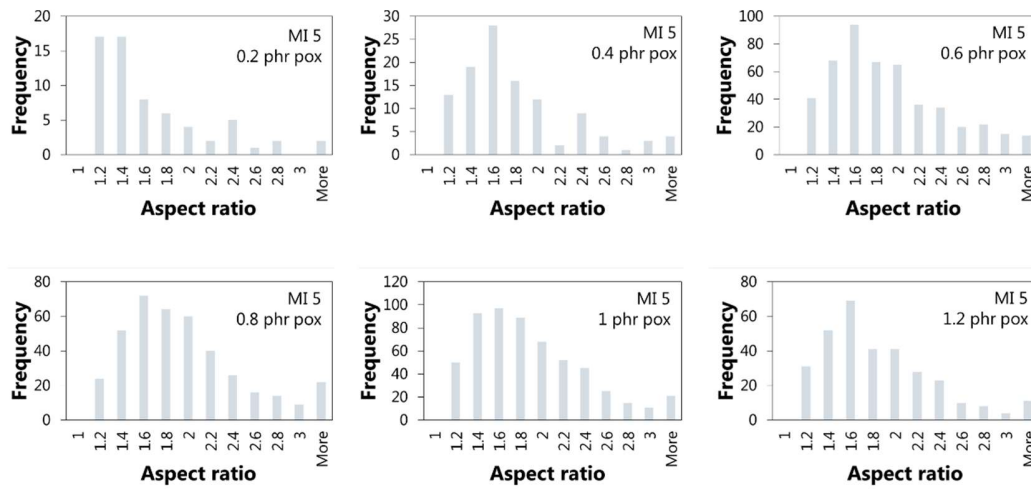 MI 5
0.2 phr pox
Frequency
20
15
10
5
0
1 1.2 1.4 1.6 1.8 2 2.2 2.4 2.6 2.8 3 More
Aspect ratio
MI 5
0.4 phr pox
Frequency
30
25
20
15
10
5
0
1 1.2 1.4 1.6 1.8 2 2.2 2.4 2.6 2.8 3 More
Aspect ratio
MI 5
0.6 phr pox
Frequency
100
80
60
40
20
0
1 1.2 1.4 1.6 1.8 2 2.2 2.4 2.6 2.8 3 More
Aspect ratio
MI 5
0.8 phr pox
Frequency
80
60
40
20
0
1 1.2 1.4 1.6 1.8 2 2.2 2.4 2.6 2.8 3 More
Aspect ratio
MI 5
1 phr pox
Frequency
120
100
80
60
40
20
0
1 1.2 1.4 1.6 1.8 2 2.2 2.4 2.6 2.8 3 More
Aspect ratio
MI 5
1.2 phr pox
Frequency
80
60
40
20
0
1 1.2 1.4 1.6 1.8 2 2.2 2.4 2.6 2.8 3 More
Aspect ratio